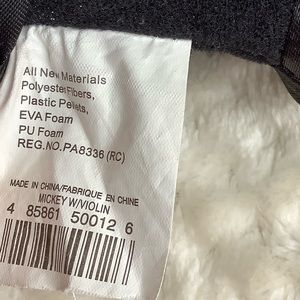 All New Materials
Polyester Fibers,
Plastic Pellets,
EVA Foam
PU Foam
REG.NO.PA8336 (RC)
MADE IN CHINA/FABRIQUE EN CHINE
MICKEY W/VIOLIN
4 85861 50012 6